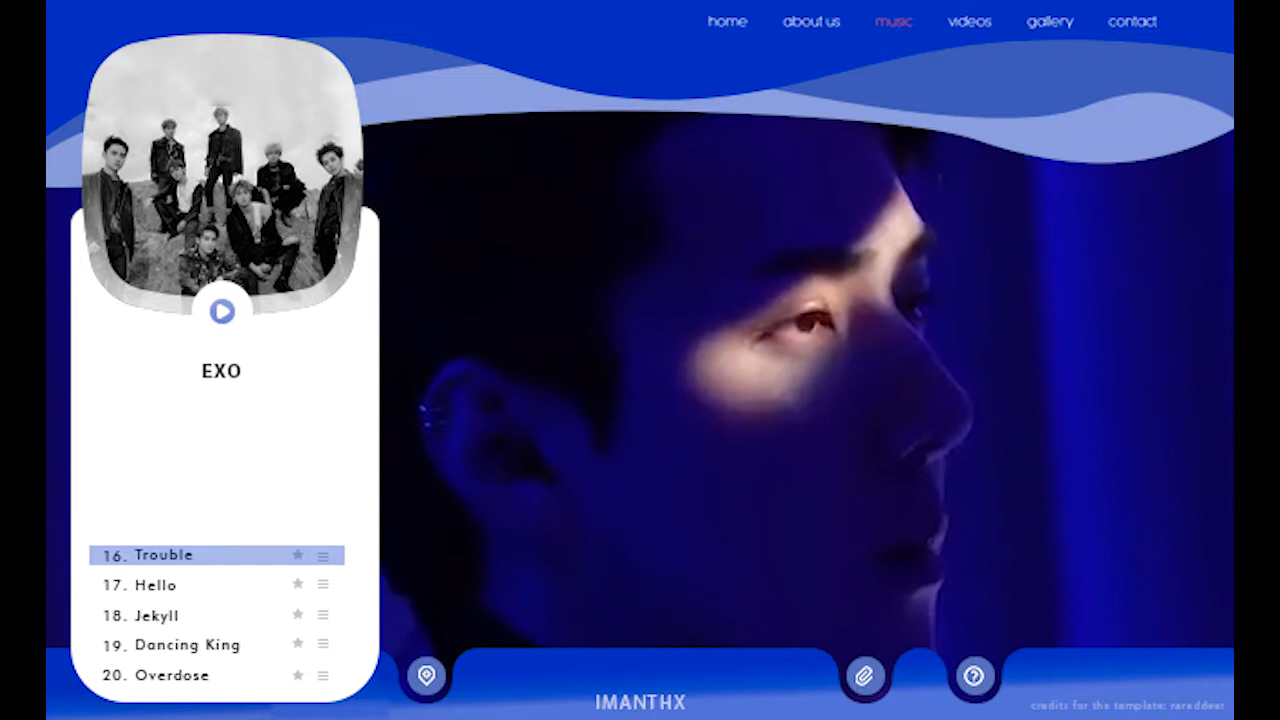 home about us music videos gallery contact
EXO
16. Trouble
17. Hello
18. Jekyll
19. Dancing King
20. Overdose
IMANTHX
credits for the template: rareddeer